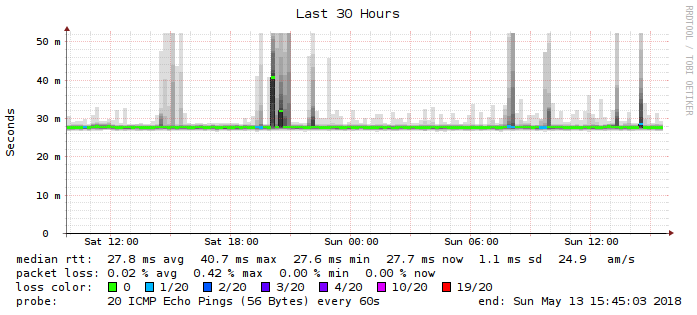 Last 30 Hours
RRDTOOL / TOBI OETIKER
Seconds
50 m
40 m
30 m
20 m
10 m
0
Sat 12:00 Sat 18:00 Sun 00:00 Sun 06:00 Sun 12:00
median rtt: 27.8 ms avg 40.7 ms max 27.6 ms min 27.7 ms now 1.1 ms sd 24.9 am/s
packet loss: 0.02 % avg 0.42 % max 0.00 % min 0.00 % now
loss color: 0 1/20 2/20 3/20 4/20 10/20 19/20
probe: 20 ICMP Echo Pings (56 Bytes) every 60s end: Sun May 13 15:45:03 2018